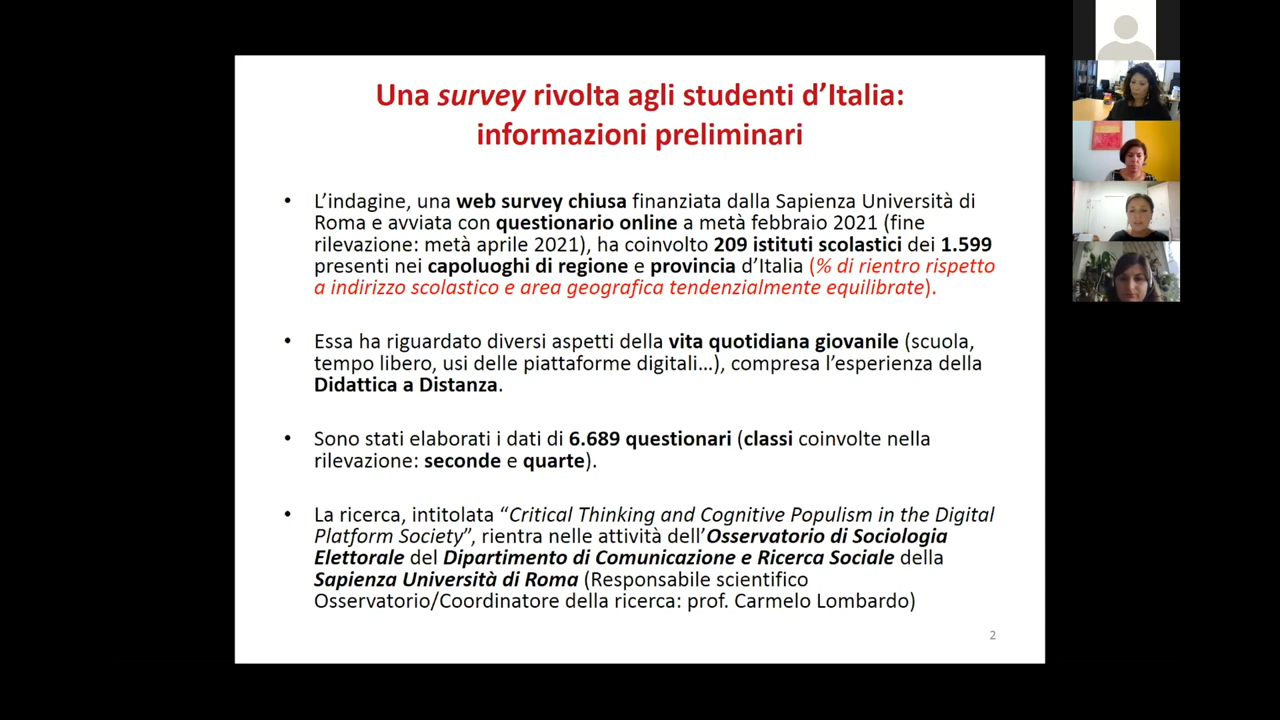 Una survey rivolta agli studenti d’Italia:
informazioni preliminari
• L’indagine, una web survey chiusa finanziata dalla Sapienza Università di
Roma e avviata con questionario online a metà febbraio 2021 (fine
rilevazione: metà aprile 2021), ha coinvolto 209 istituti scolastici dei 1.599
presenti nei capoluoghi di regione e provincia d’Italia (% di rientro rispetto
a indirizzo scolastico e area geografica tendenzialmente equilibrate).
• Essa ha riguardato diversi aspetti della vita quotidiana giovanile (scuola,
tempo libero, usi delle piattaforme digitali…), compresa l’esperienza della
Didattica a Distanza.
• Sono stati elaborati i dati di 6.689 questionari (classi coinvolte nella
rilevazione: seconde e quarte).
• La ricerca, intitolata “Critical Thinking and Cognitive Populism in the Digital
Platform Society”, rientra nelle attività dell’Osservatorio di Sociologia
Elettorale del Dipartimento di Comunicazione e Ricerca Sociale della
Sapienza Università di Roma (Responsabile scientifico
Osservatorio/Coordinatore della ricerca: prof. Carmelo Lombardo)
2